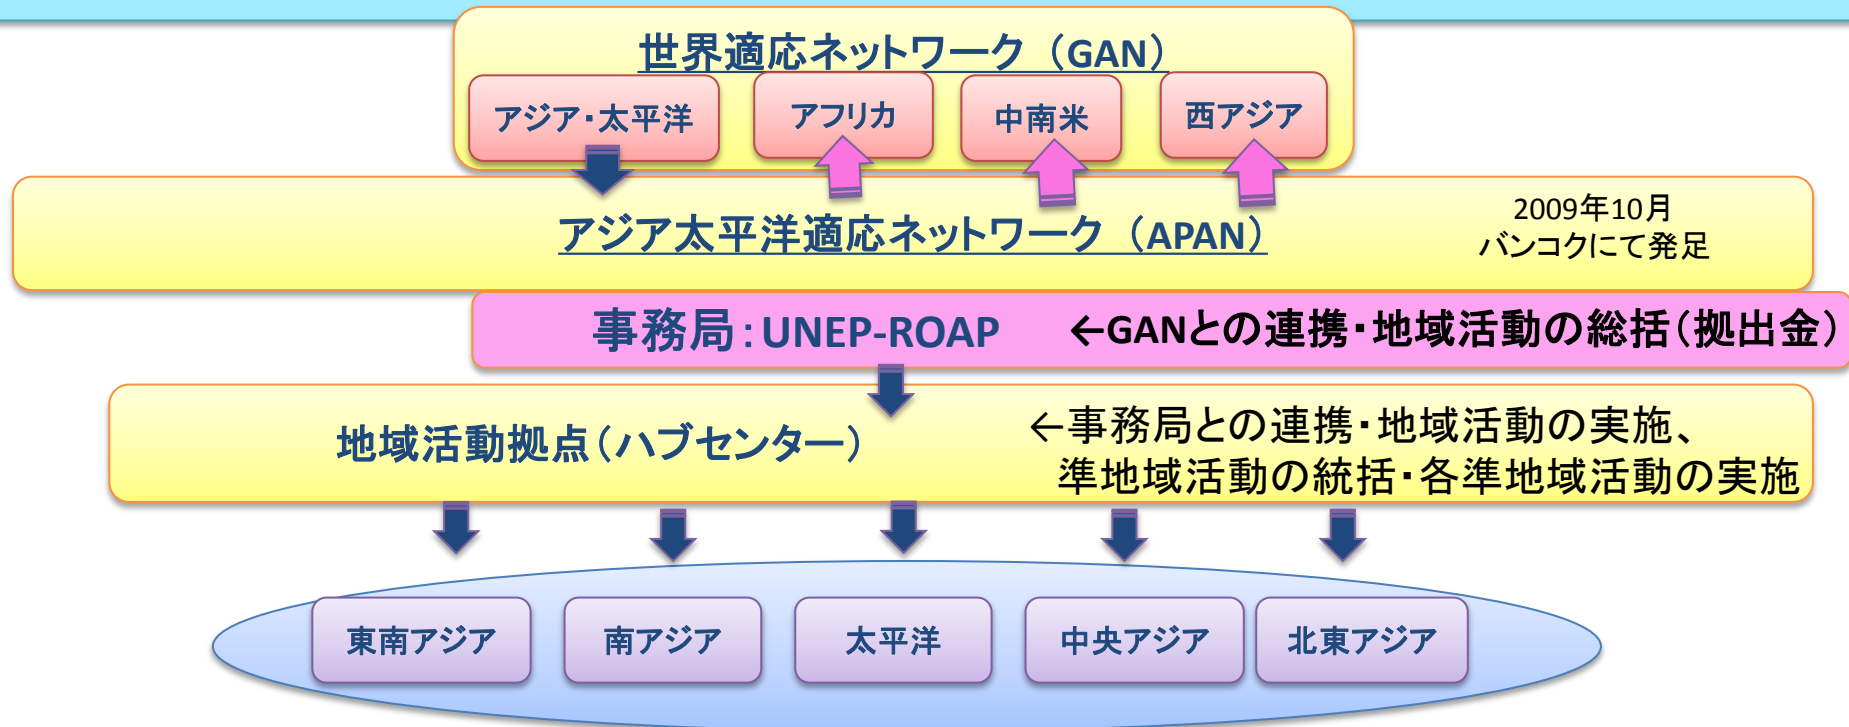 世界適応ネットワーク（GAN）
アジア・太平洋
アフリカ
中南米
西アジア
アジア太平洋適応ネットワーク（APAN）
2009年10月
バンコクにて発足
事務局：UNEP-ROAP
←GANとの連携・地域活動の総括（拠出金）
地域活動拠点（ハブセンター）
←事務局との連携・地域活動の実施、
準地域活動の統括・各準地域活動の実施
東南アジア
南アジア
太平洋
中央アジア
北東アジア